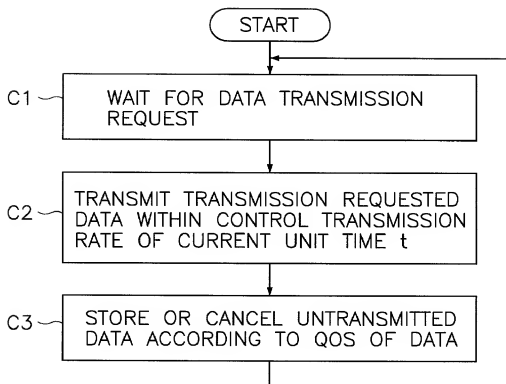 START
C1
WAIT FOR DATA TRANSMISSION
REQUEST
C2
TRANSMIT TRANSMISSION REQUESTED
DATA WITHIN CONTROL TRANSMISSION
RATE OF CURRENT UNIT TIME t
C3
STORE OR CANCEL UNTRANSMITTED
DATA ACCORDING TO QOS OF DATA